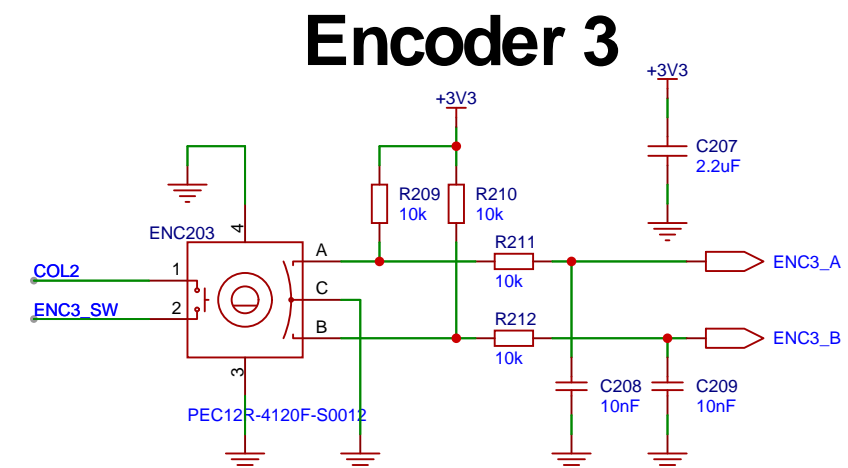 Encoder 3
+3V3
+3V3
C207
2.2uF
R209
10k
R210
10k
ENC203
4
A
R211
10k
ENC3_A
COL2
1
C
ENC3_SW
2
B
R212
10k
ENC3_B
3
PEC12R-4120F-S0012
C208
10nF
C209
10nF